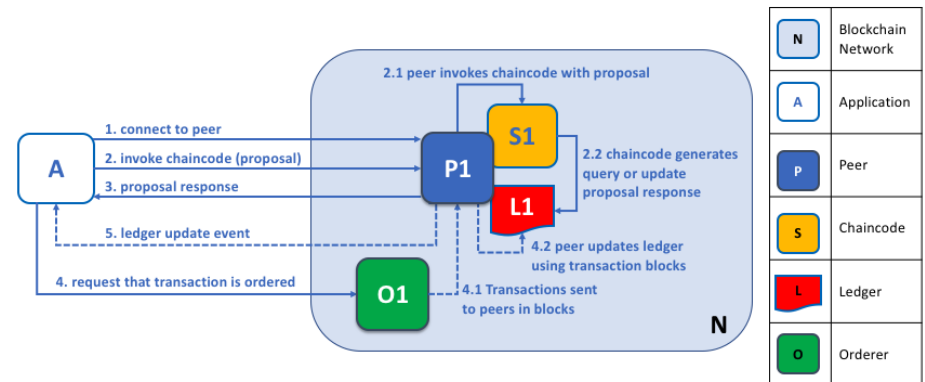 2.1 peer invokes chaincode with proposal
1. connect to peer
2. invoke chaincode (proposal)
3. proposal response
A
P1
S1
L1
2.2 chaincode generates
query or update
proposal response
5. ledger update event
4.2 peer updates ledger
using transaction blocks
4. request that transaction is ordered
O1
4.1 Transactions sent
to peers in blocks
N
N
Blockchain
Network
A
Application
P
Peer
S
Chaincode
L
Ledger
O
Orderer